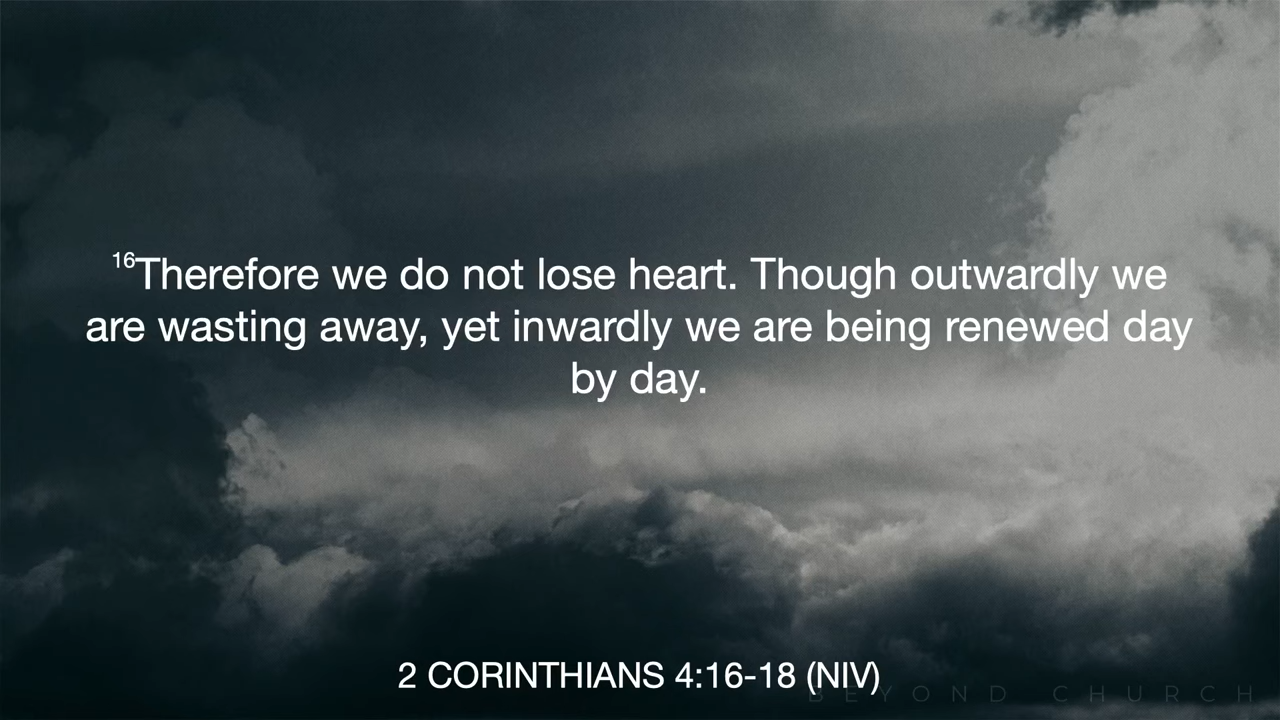 16Therefore we do not lose heart. Though outwardly we
are wasting away, yet inwardly we are being renewed day
by day.
2 CORINTHIANS 4:16-18 (NIV)
BEYOND CHURCH